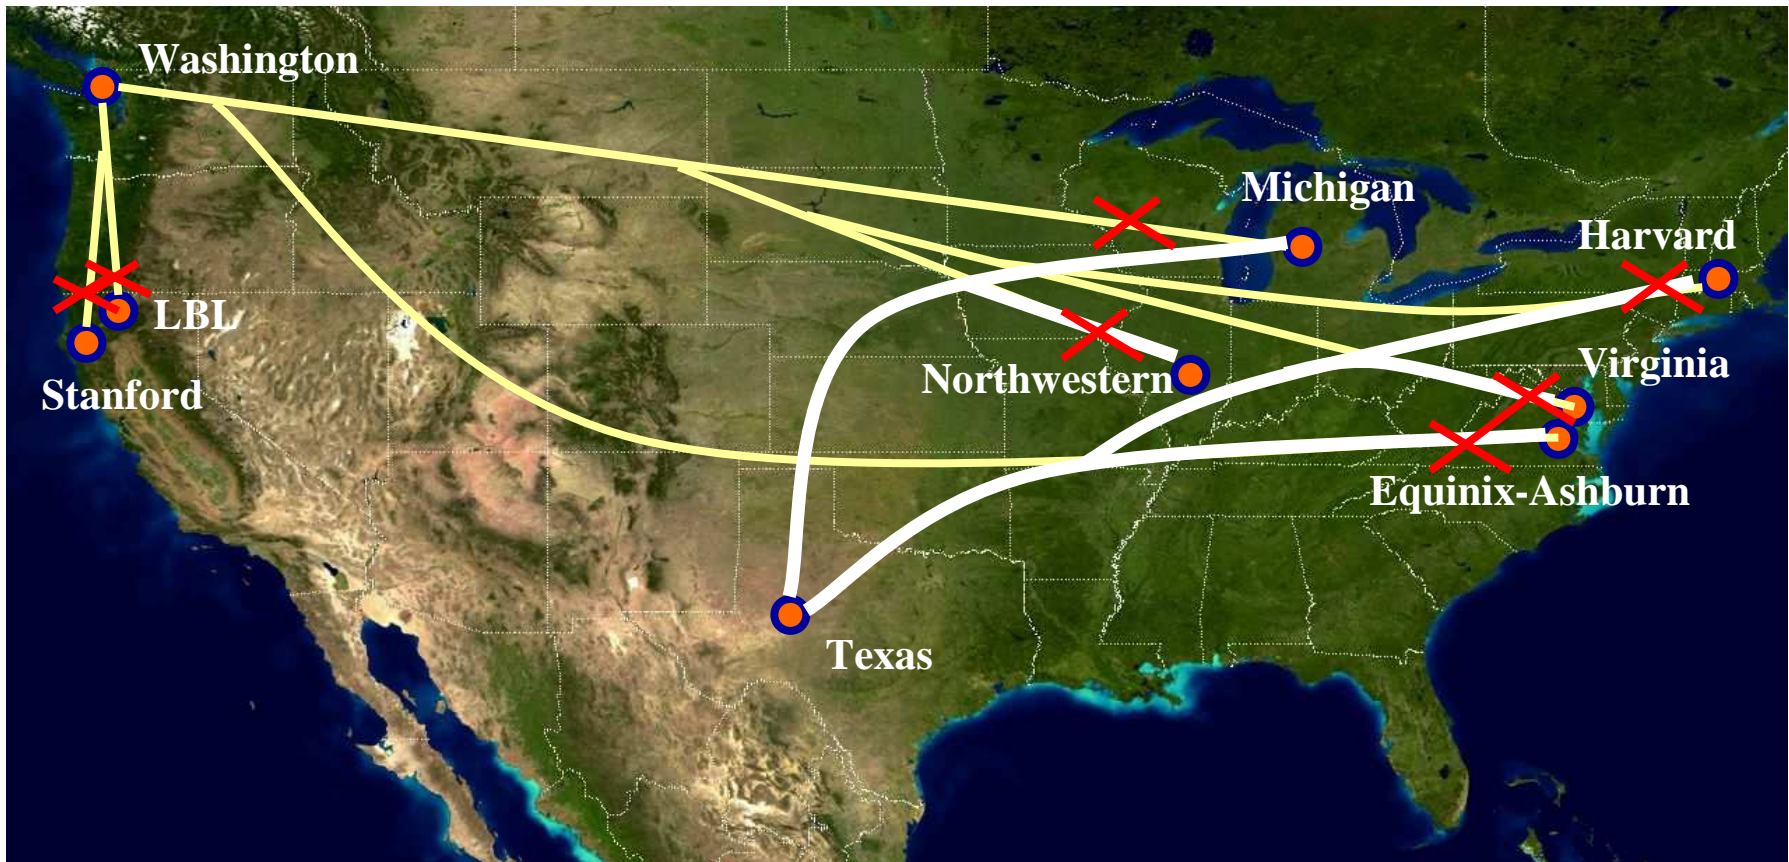 Washington
Michigan
Harvard
LBL
Virginia
Northwestern
Stanford
Equinix-Ashburn
Texas